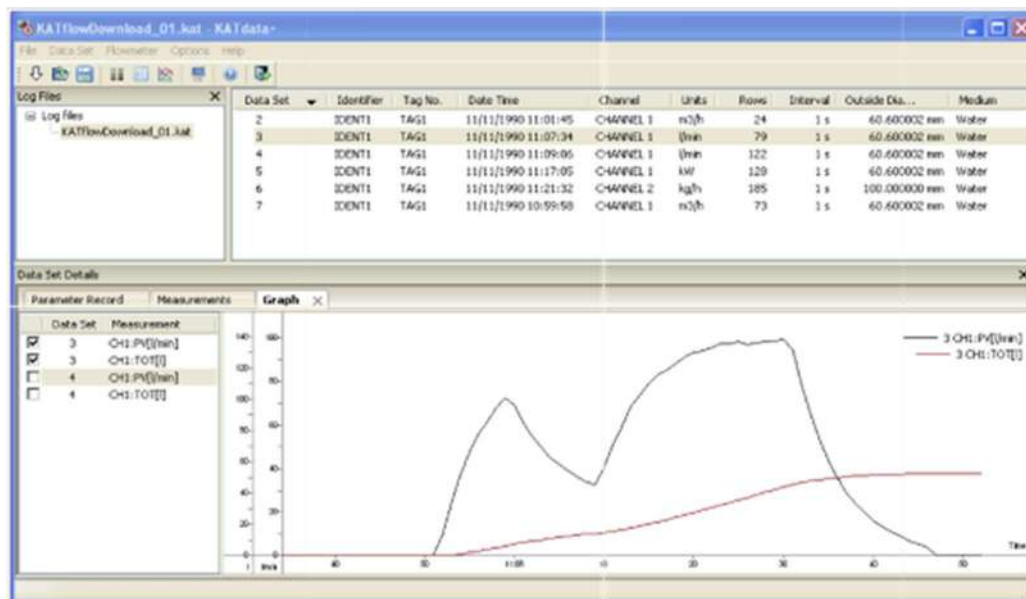 KATflowDownload_01.kat - KATdata+
File Data Set Flowmeter Options Help
Log Files
Log files
KATflowDownload_01.kat
Data Set Identifier Tag No. Date Time Channel Units Rows Interval Outside Dia... Medium
2 IDENT1 TAG1 11/11/1990 11:01:45 CHANNEL 1 m3/h 24 1 s 60.600002 mm Water
3 IDENT1 TAG1 11/11/1990 11:07:34 CHANNEL 1 l/min 79 1 s 60.600002 mm Water
4 IDENT1 TAG1 11/11/1990 11:09:06 CHANNEL 1 l/min 122 1 s 60.600002 mm Water
5 IDENT1 TAG1 11/11/1990 11:17:05 CHANNEL 1 kW 128 1 s 60.600002 mm Water
6 IDENT1 TAG1 11/11/1990 11:21:32 CHANNEL 2 kg/h 185 1 s 100.000000 mm Water
7 IDENT1 TAG1 11/11/1990 10:59:58 CHANNEL 1 m3/h 73 1 s 60.600002 mm Water
Data Set Details
Parameter Record Measurements Graph
Data Set Measurement
3 CH1:PV[l/min]
3 CH1:TOT[l]
4 CH1:PV[l/min]
4 CH1:TOT[l]
3 CH1:PV[l/min]
3 CH1:TOT[l]
140
120
80
100
60
80
60
40
40
20
20
0 0
Time
l l/min 40 50 10 20 30 40 50